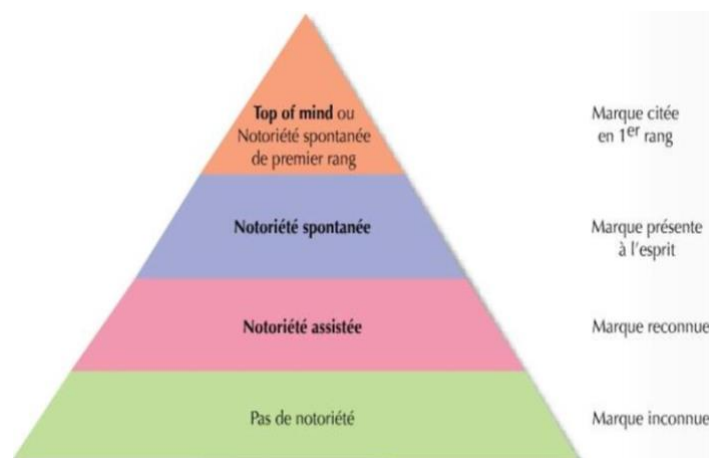 Top of mind ou
Notoriété spontanée
de premier rang
Marque citée
en 1er rang
Notoriété spontanée
Marque présente
à l'esprit
Notoriété assistée
Marque reconnue
Pas de notoriété
Marque inconnue